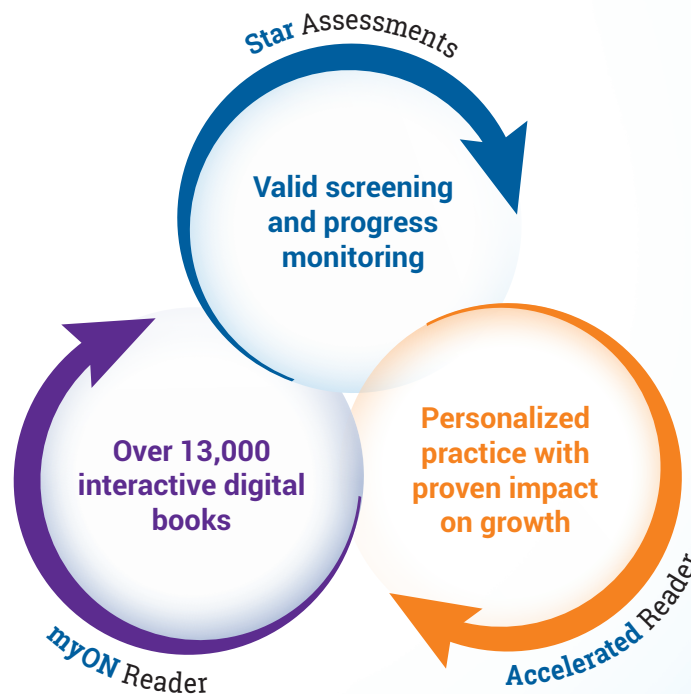 Star Assessments
Valid screening
and progress
monitoring
Over 13,000
interactive digital
books
myON Reader
Personalized
practice with
proven impact
on growth
Accelerated Reader